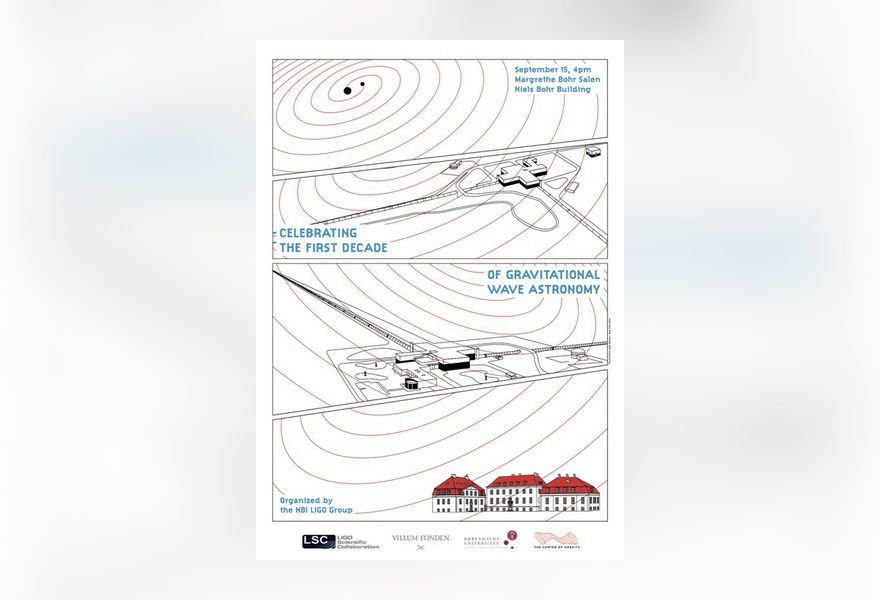 September 15, 4pm
Margrethe Bohr Salen
Niels Bohr Building
CELEBRATING
THE FIRST DECADE
OF GRAVITATIONAL
WAVE ASTRONOMY
Organized by
the NBI LIGO Group
LSC
LIGO
Scientific
Collaboration
VILLUM FONDEN
KØBENHAVNS
UNIVERSITET
THE CENTER OF GRAVITY